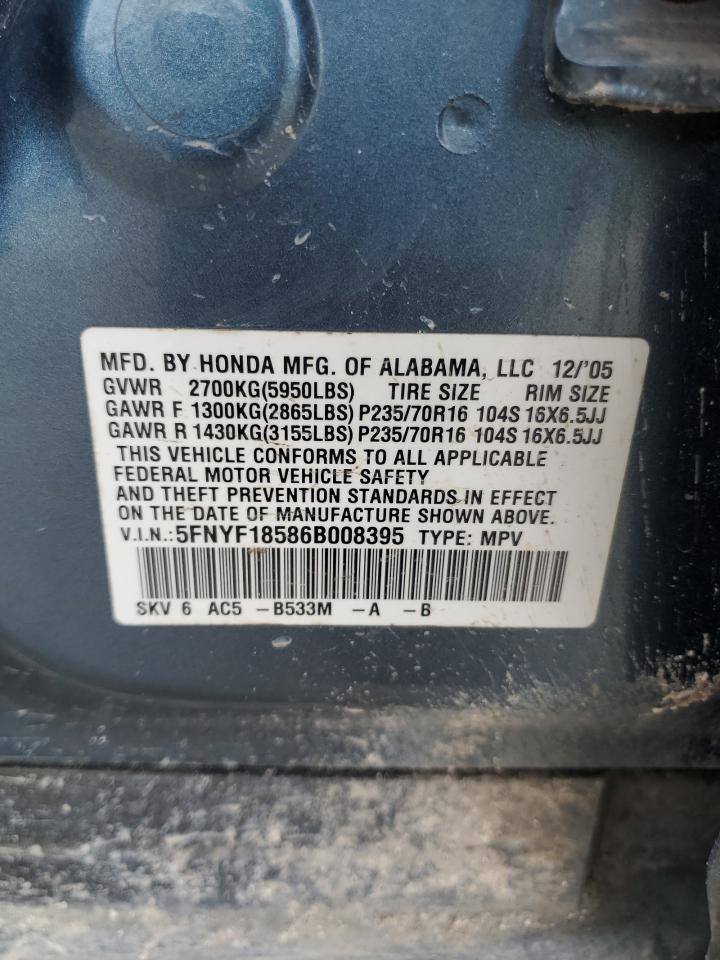 MFD. BY HONDA MFG. OF ALABAMA, LLC 12/'05
GVWR 2700KG(5950LBS) TIRE SIZE RIM SIZE
GAWR F 1300KG(2865LBS) P235/70R16 104S 16X6.5JJ
GAWR R 1430KG(3155LBS) P235/70R16 104S 16X6.5JJ
THIS VEHICLE CONFORMS TO ALL APPLICABLE
FEDERAL MOTOR VEHICLE SAFETY
AND THEFT PREVENTION STANDARDS IN EFFECT
ON THE DATE OF MANUFACTURE SHOWN ABOVE.
V.I.N.: 5FNYF18586B008395 TYPE: MPV
SKV 6 AC5 -B533M -A -B